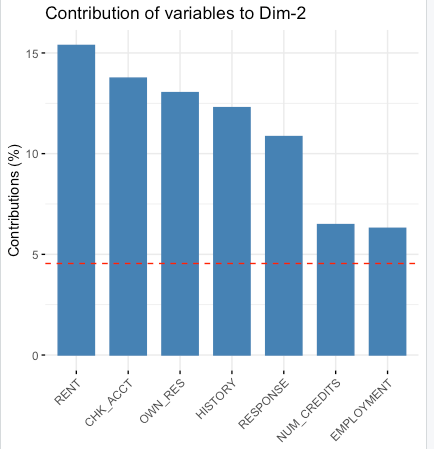 Contribution of variables to Dim-2
Contributions (%)
15
10
5
0
RENT
CHK_ACCT
OWN_RES
HISTORY
RESPONSE
NUM_CREDITS
EMPLOYMENT